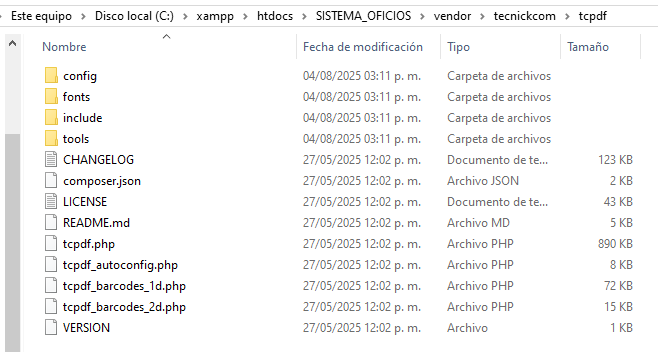 Este equipo > Disco local (C:) > xampp > htdocs > SISTEMA_OFICIOS > vendor > tecnickcom > tcpdf
Nombre Fecha de modificación Tipo Tamaño
config 04/08/2025 03:11 p. m. Carpeta de archivos
fonts 04/08/2025 03:11 p. m. Carpeta de archivos
include 04/08/2025 03:11 p. m. Carpeta de archivos
tools 04/08/2025 03:11 p. m. Carpeta de archivos
CHANGELOG 27/05/2025 12:02 p. m. Documento de te... 123 KB
composer.json 27/05/2025 12:02 p. m. Archivo JSON 2 KB
LICENSE 27/05/2025 12:02 p. m. Documento de te... 43 KB
README.md 27/05/2025 12:02 p. m. Archivo MD 5 KB
tcpdf.php 27/05/2025 12:02 p. m. Archivo PHP 890 KB
tcpdf_autoconfig.php 27/05/2025 12:02 p. m. Archivo PHP 8 KB
tcpdf_barcodes_1d.php 27/05/2025 12:02 p. m. Archivo PHP 72 KB
tcpdf_barcodes_2d.php 27/05/2025 12:02 p. m. Archivo PHP 15 KB
VERSION 27/05/2025 12:02 p. m. Archivo 1 KB